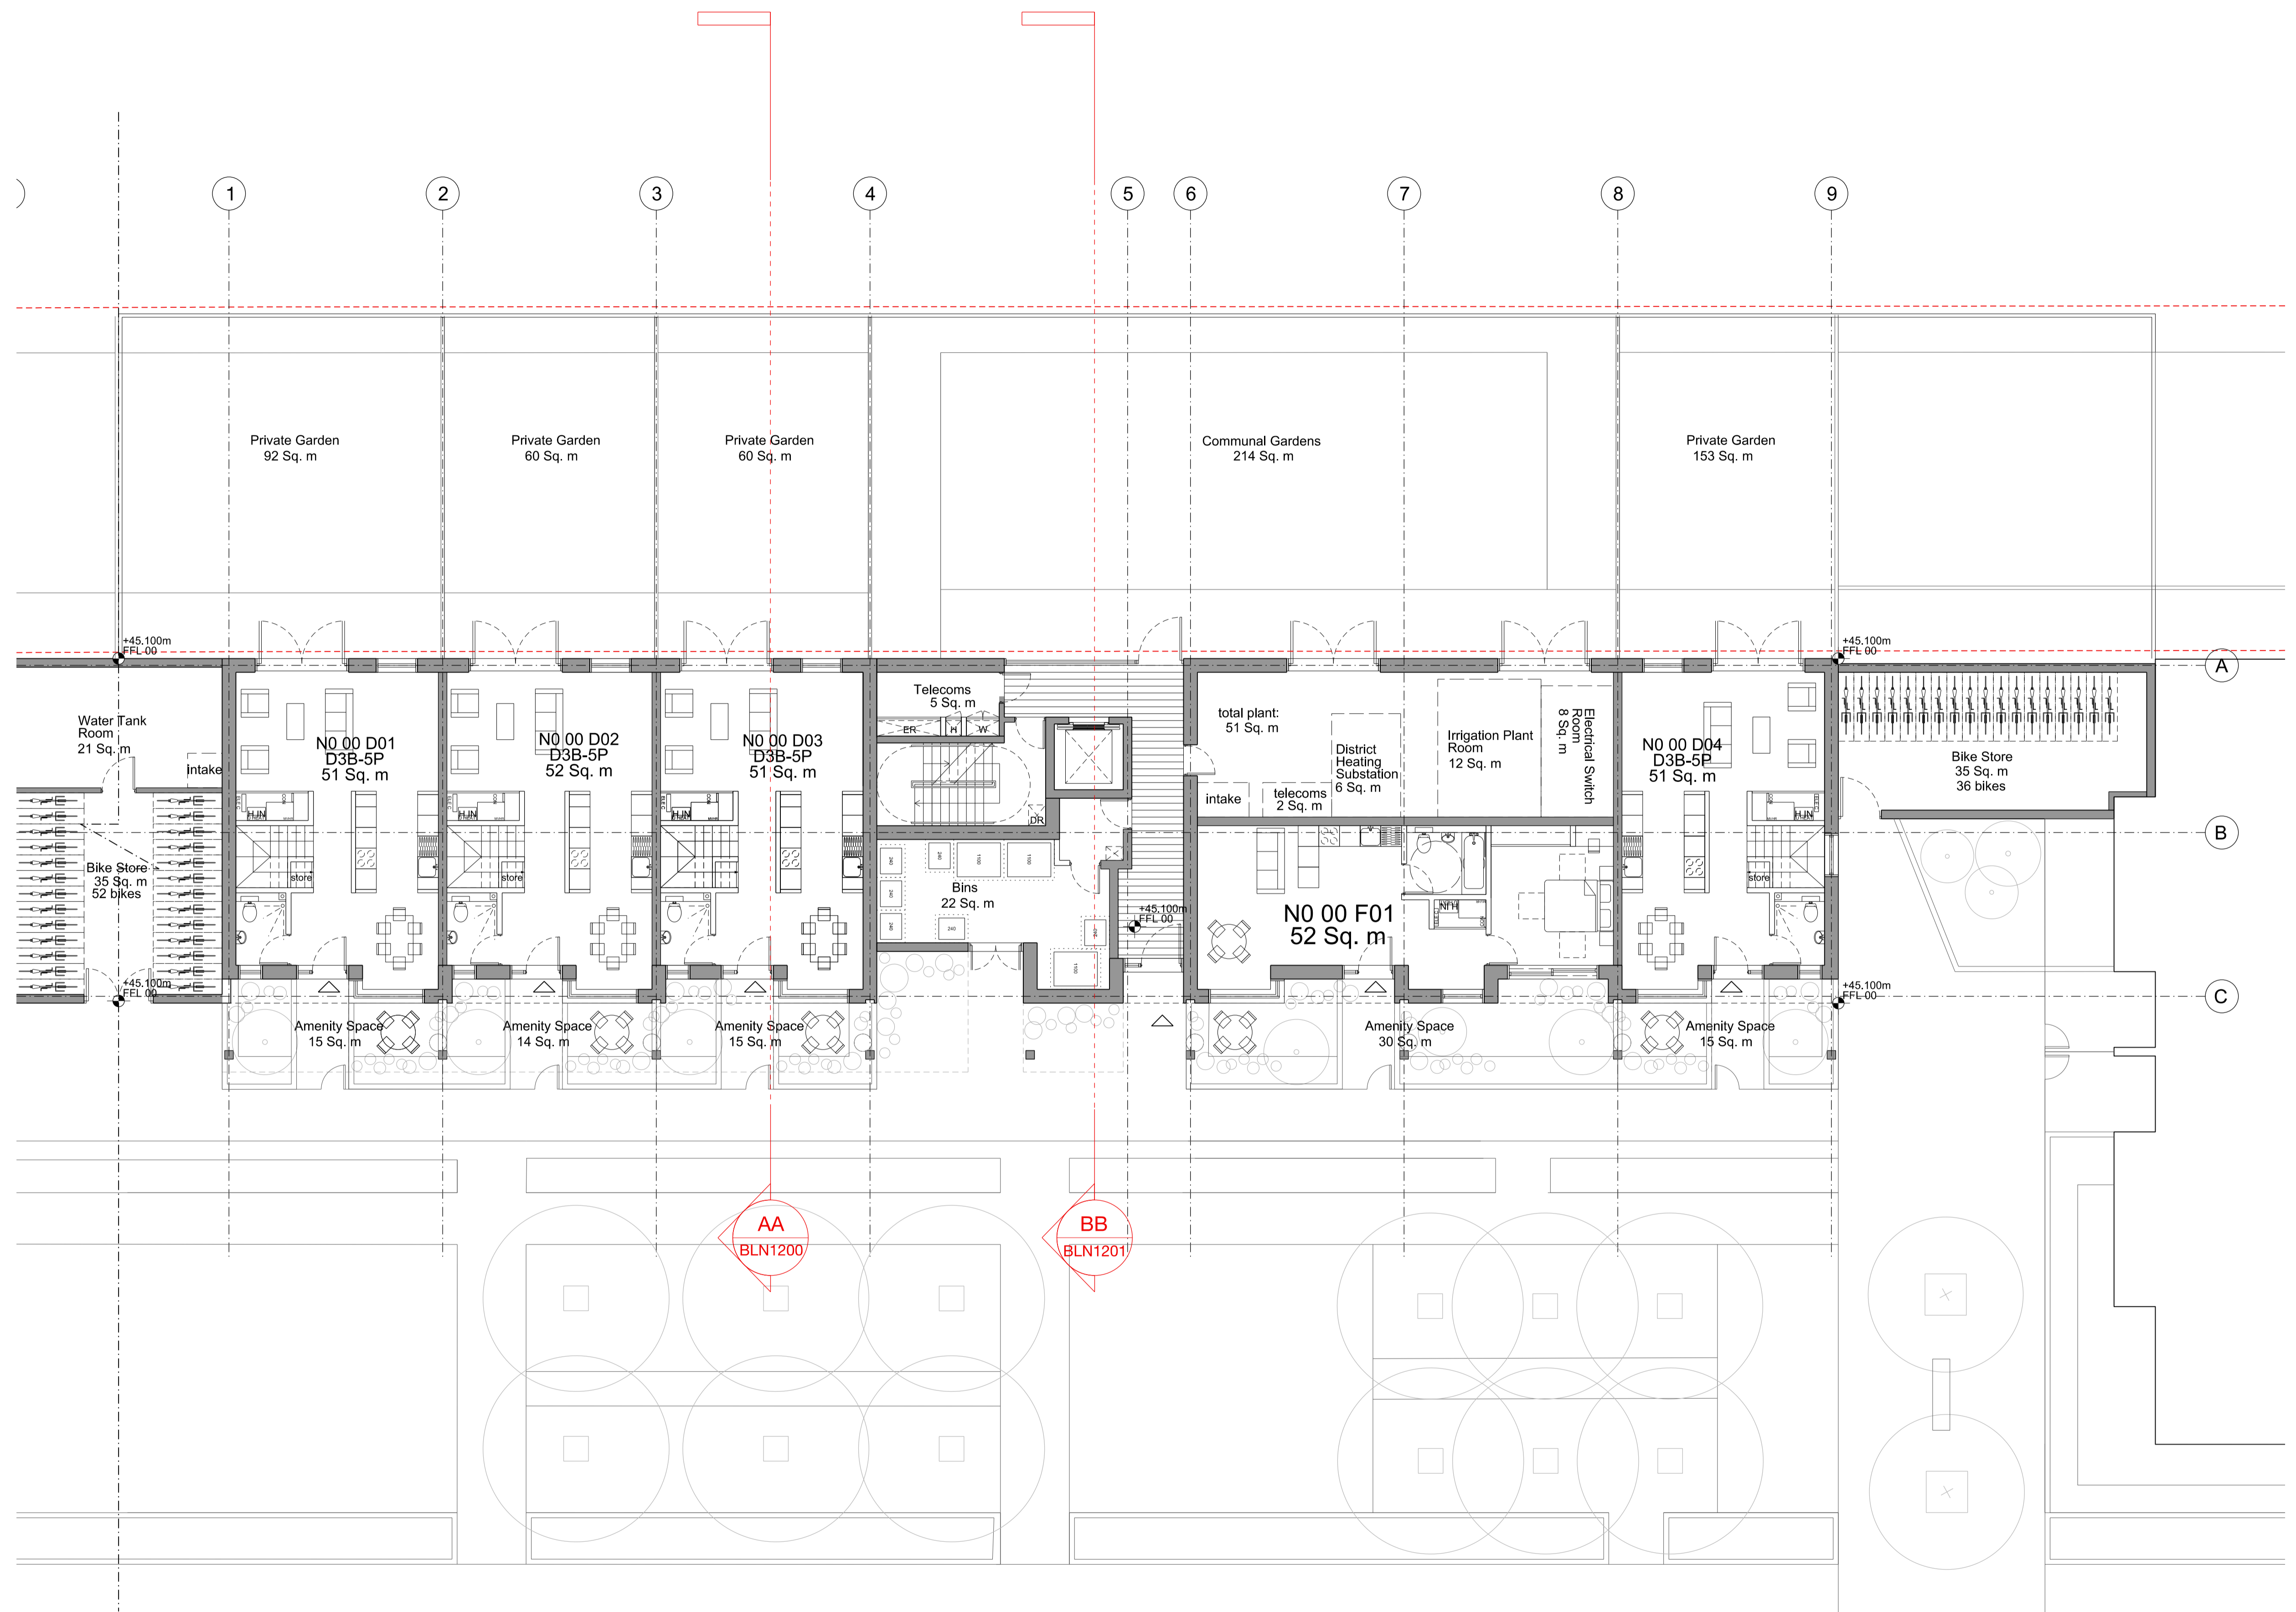 1
2
3
4
5
6
7
8
9
Private Garden
92 Sq. m
Private Garden
60 Sq. m
Private Garden
60 Sq. m
Communal Gardens
214 Sq. m
Private Garden
153 Sq. m
+45.100m
FFL 00
+45.100m
FFL 00
A
Water Tank
Room
21 Sq. m
intake
N0 00 D01
D3B-5P
51 Sq. m
N0 00 D02
D3B-5P
52 Sq. m
N0 00 D03
D3B-5P
51 Sq. m
Telecoms
5 Sq. m
ER
H
W
total plant:
51 Sq. m
District
Heating
Substation
6 Sq. m
intake
telecoms
2 Sq. m
Irrigation Plant
Room
12 Sq. m
Electrical Switch
Room
8 Sq. m
N0 00 D04
D3B-5P
51 Sq. m
Bike Store
35 Sq. m
36 bikes
DR
B
Bike Store
35 Sq. m
52 bikes
store
store
store
Bins
22 Sq. m
240
240
240
240
240
1100
1100
1100
+45.100m
FFL 00
N0 00 F01
52 Sq. m
+45.100m
FFL 00
+45.100m
FFL 00
C
Amenity Space
15 Sq. m
Amenity Space
14 Sq. m
Amenity Space
15 Sq. m
Amenity Space
30 Sq. m
Amenity Space
15 Sq. m
AA
BLN1200
BB
BLN1201